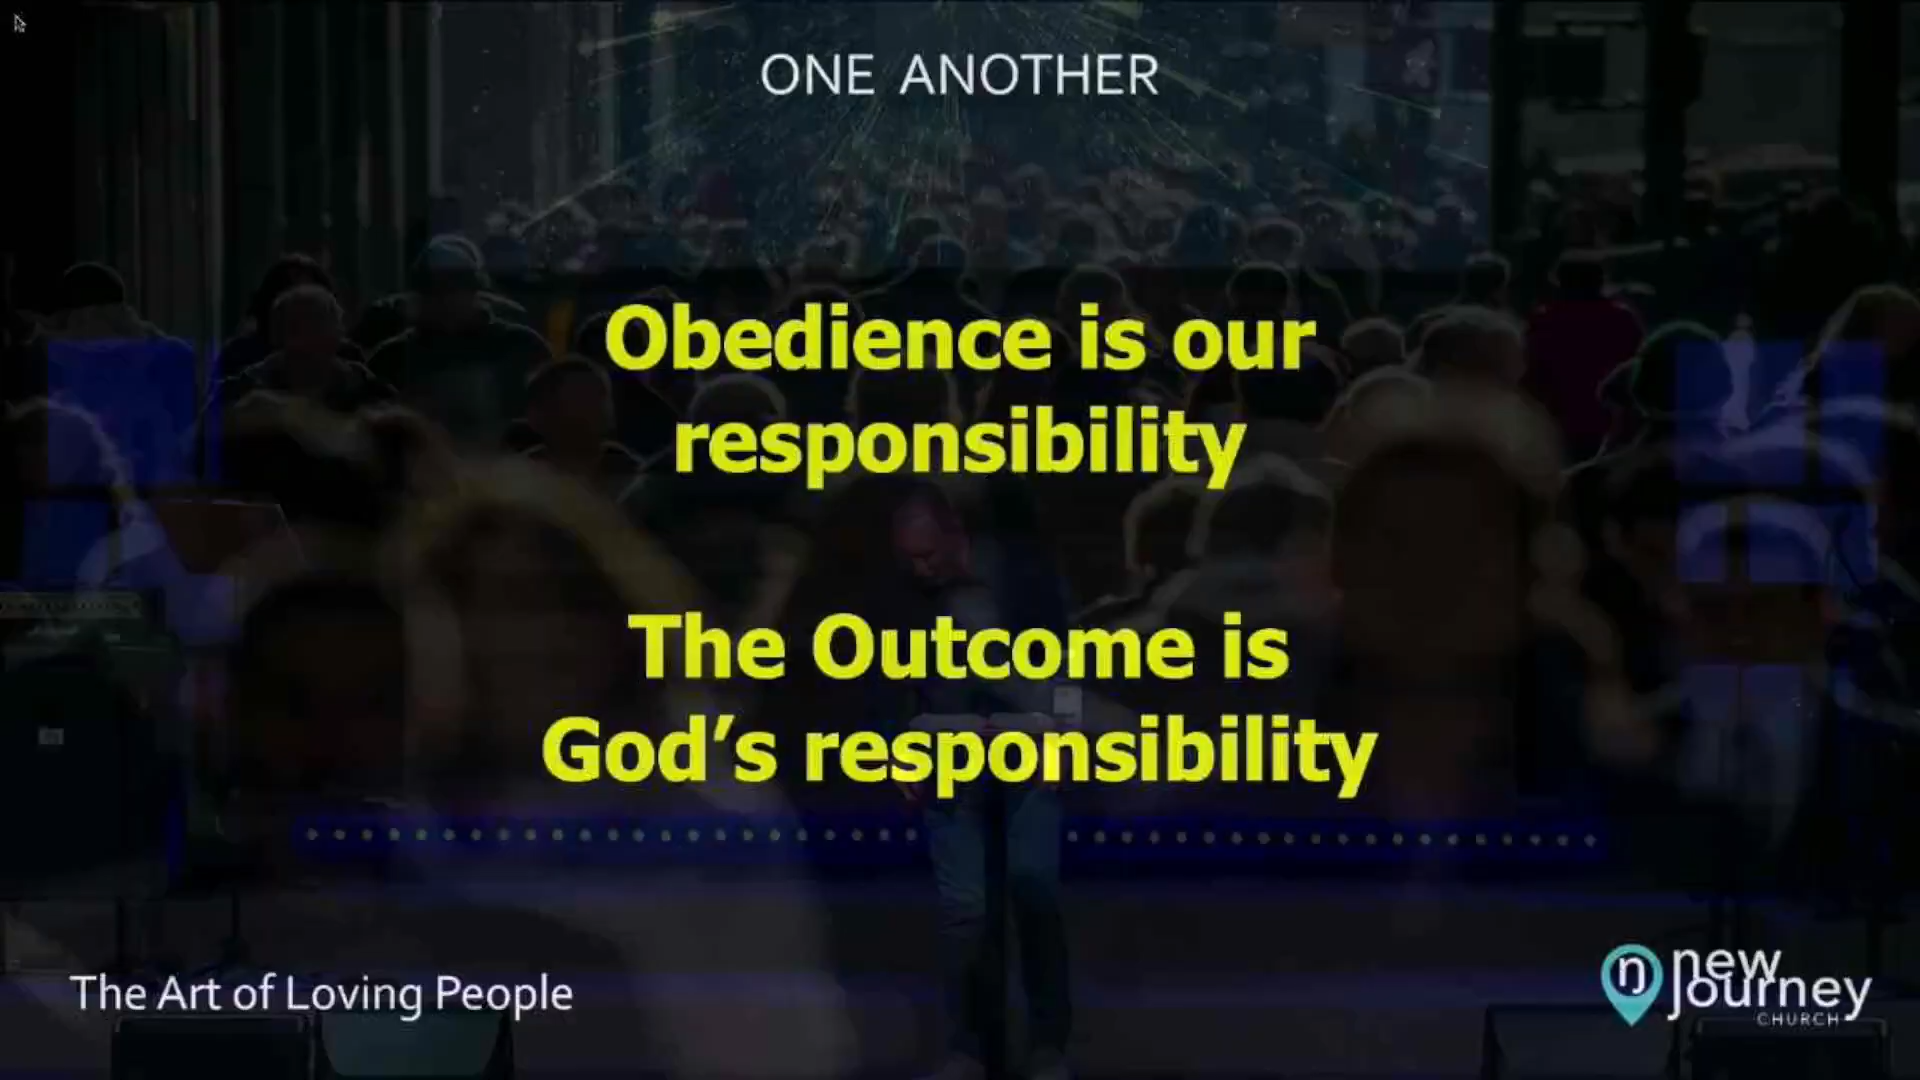 ONE ANOTHER
Obedience is our
responsibility
The Outcome is
God's responsibility
The Art of Loving People
new
Journey
CHURCH